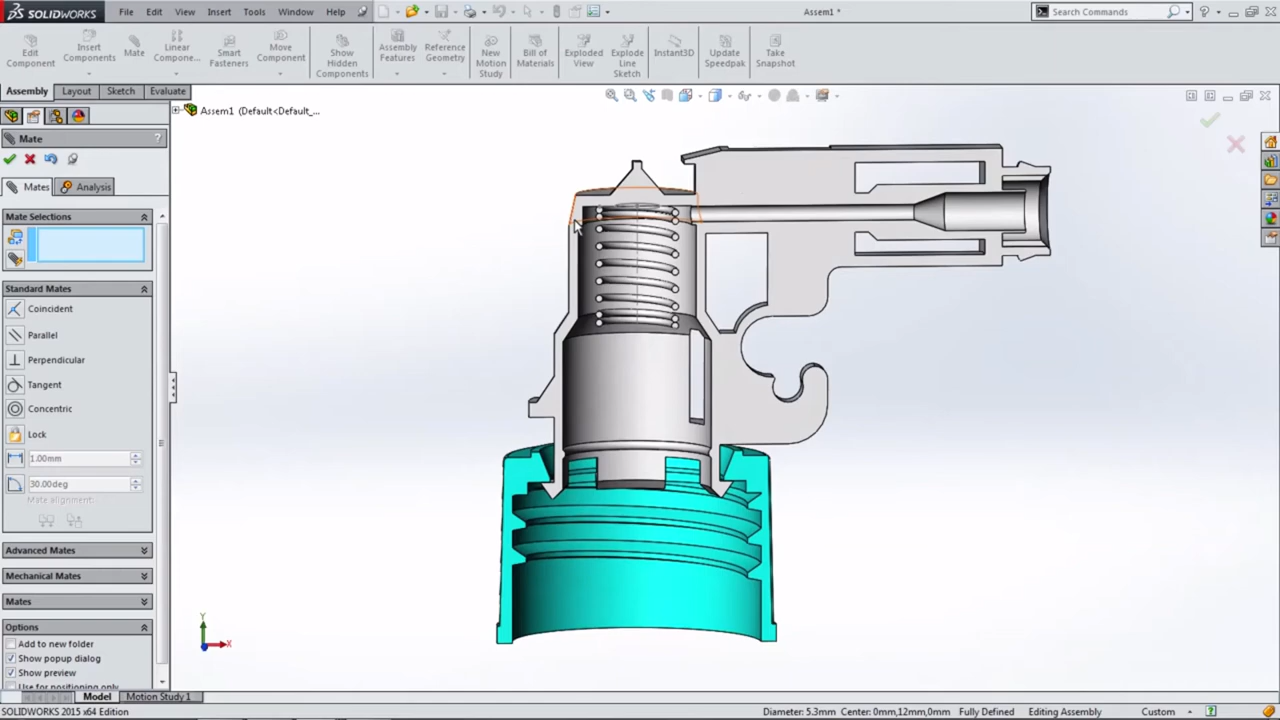 SOLIDWORKS File Edit View Insert Tools Window Help Assem1 * Search Commands
Edit Component
Insert Components
Mate
Linear Compone...
Smart Fasteners
Move Component
Show Hidden Components
Assembly Features
Reference Geometry
New Motion Study
Bill of Materials
Exploded View
Explode Line Sketch
Instant3D
Update Speedpak
Take Snapshot
Assembly Layout Sketch Evaluate
Assem1 (Default<Default_...
Mate ?
Mates Analysis
Mate Selections
Standard Mates
Coincident
Parallel
Perpendicular
Tangent
Concentric
Lock
1.00mm
30.00deg
Mate alignment:
Advanced Mates
Mechanical Mates
Mates
Options
Add to new folder
Show popup dialog
Show preview
Use for positioning only
Y
X
Model Motion Study 1
SOLIDWORKS 2015 x64 Edition Diameter: 5.3mm Center: 0mm,12mm,0mm Fully Defined Editing Assembly Custom